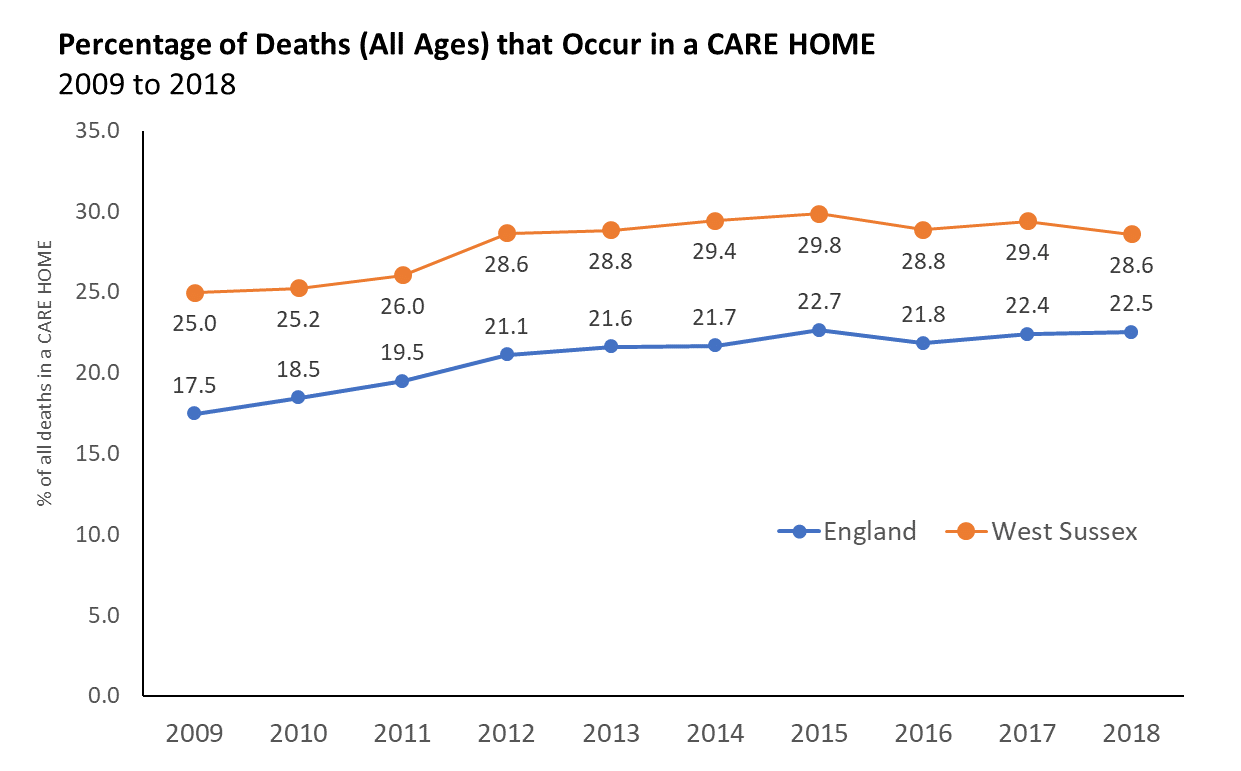 Percentage of Deaths (All Ages) that Occur in a CARE HOME
2009 to 2018
% of all deaths in a CARE HOME
35.0
30.0
25.0
20.0
15.0
10.0
5.0
0.0
25.0 25.2 26.0 28.6 28.8 29.4 29.8 28.8 29.4 28.6
17.5 18.5 19.5 21.1 21.6 21.7 22.7 21.8 22.4 22.5
England West Sussex
2009 2010 2011 2012 2013 2014 2015 2016 2017 2018